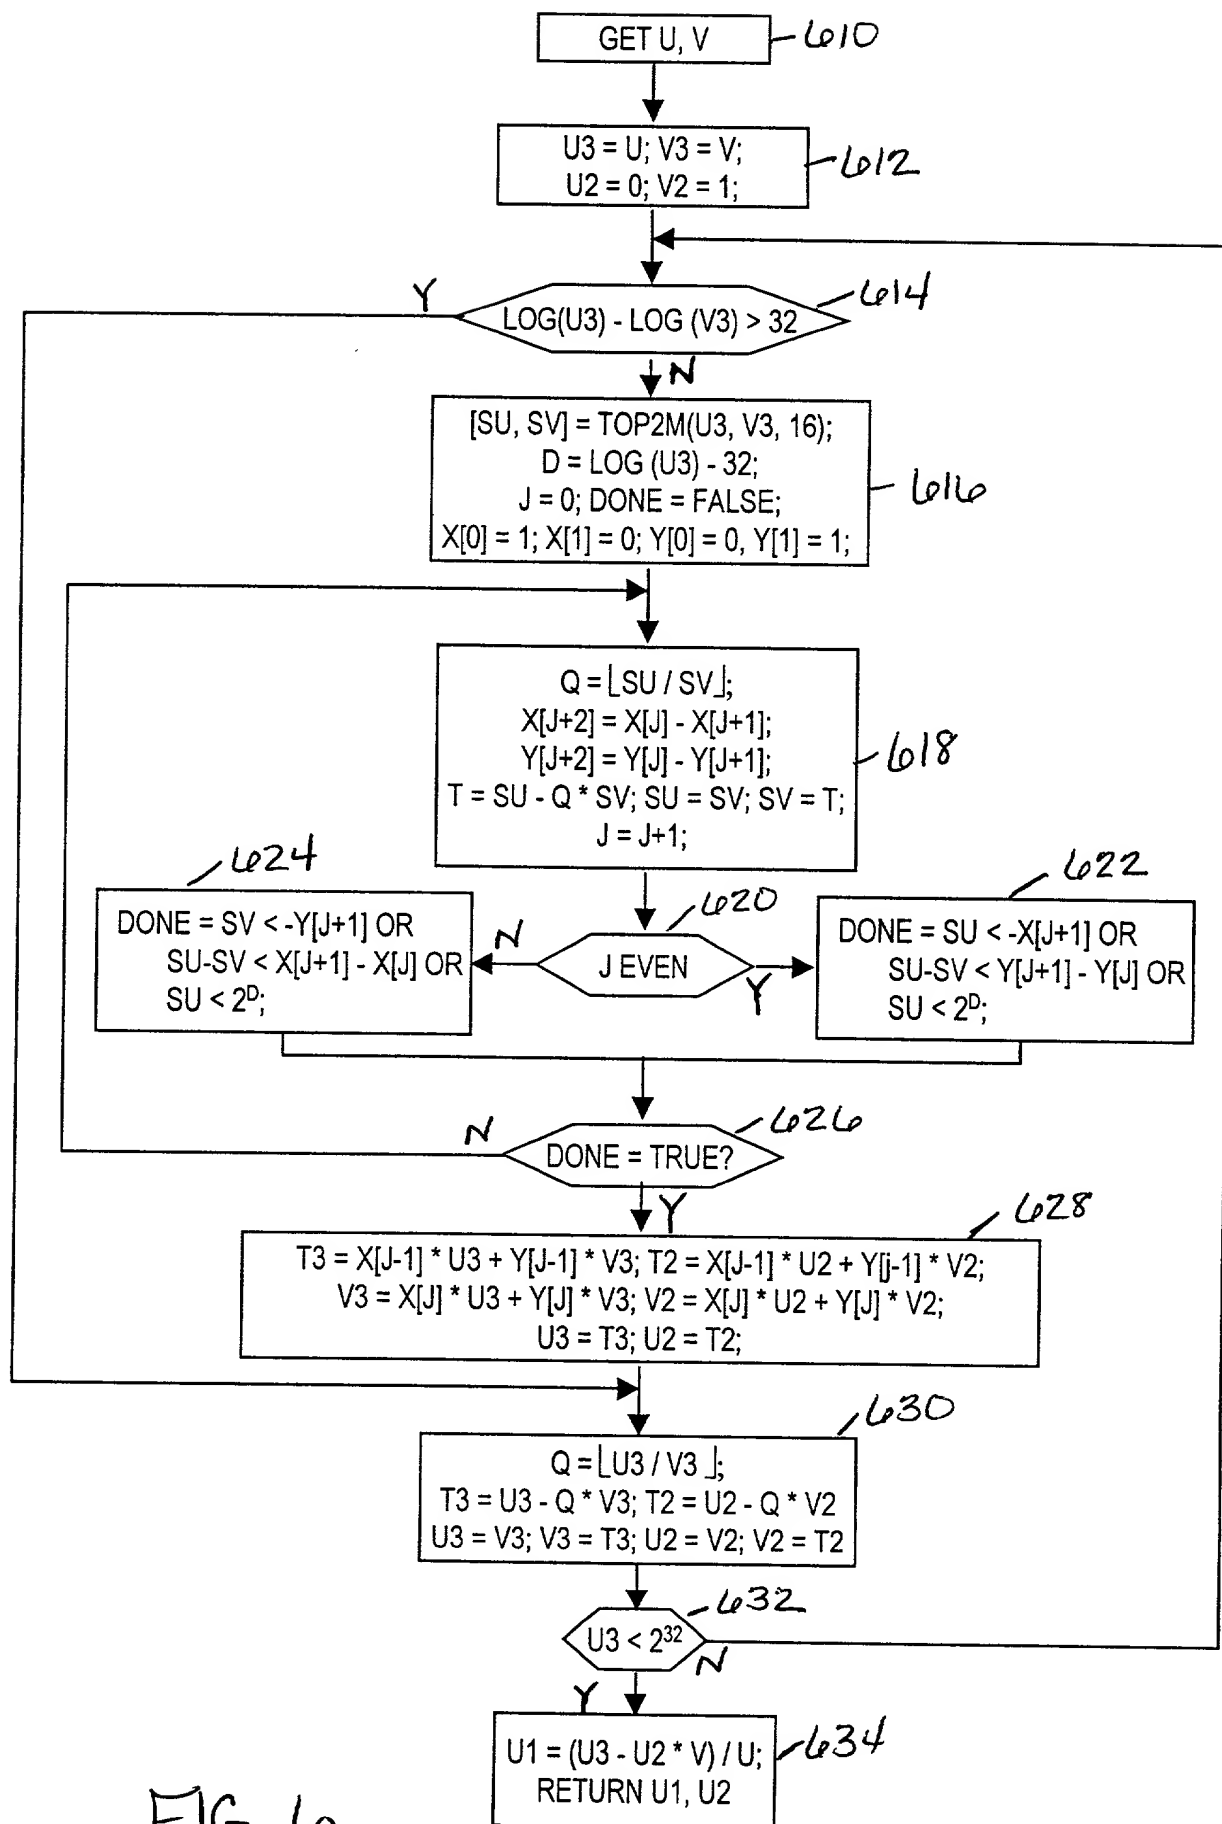 GET U, V
610
U3 = U; V3 = V;
U2 = 0; V2 = 1;
612
Y
LOG(U3) - LOG (V3) > 32
614
N
[SU, SV] = TOP2M(U3, V3, 16);
D = LOG (U3) - 32;
J = 0; DONE = FALSE;
X[0] = 1; X[1] = 0; Y[0] = 0, Y[1] = 1;
616
Q = ⌊SU / SV⌋;
X[J+2] = X[J] - X[J+1];
Y[J+2] = Y[J] - Y[J+1];
T = SU - Q * SV; SU = SV; SV = T;
J = J+1;
618
624
DONE = SV < -Y[J+1] OR
SU-SV < X[J+1] - X[J] OR
SU < 2ᴰ;
N
J EVEN
620
Y
622
DONE = SU < -X[J+1] OR
SU-SV < Y[J+1] - Y[J] OR
SU < 2ᴰ;
N
DONE = TRUE?
626
Y
628
T3 = X[J-1] * U3 + Y[J-1] * V3; T2 = X[J-1] * U2 + Y[j-1] * V2;
V3 = X[J] * U3 + Y[J] * V3; V2 = X[J] * U2 + Y[J] * V2;
U3 = T3; U2 = T2;
630
Q = ⌊U3 / V3 ⌋;
T3 = U3 - Q * V3; T2 = U2 - Q * V2
U3 = V3; V3 = T3; U2 = V2; V2 = T2
632
U3 < 2³²
N
Y
U1 = (U3 - U2 * V) / U;
RETURN U1, U2
634
FIG. 6